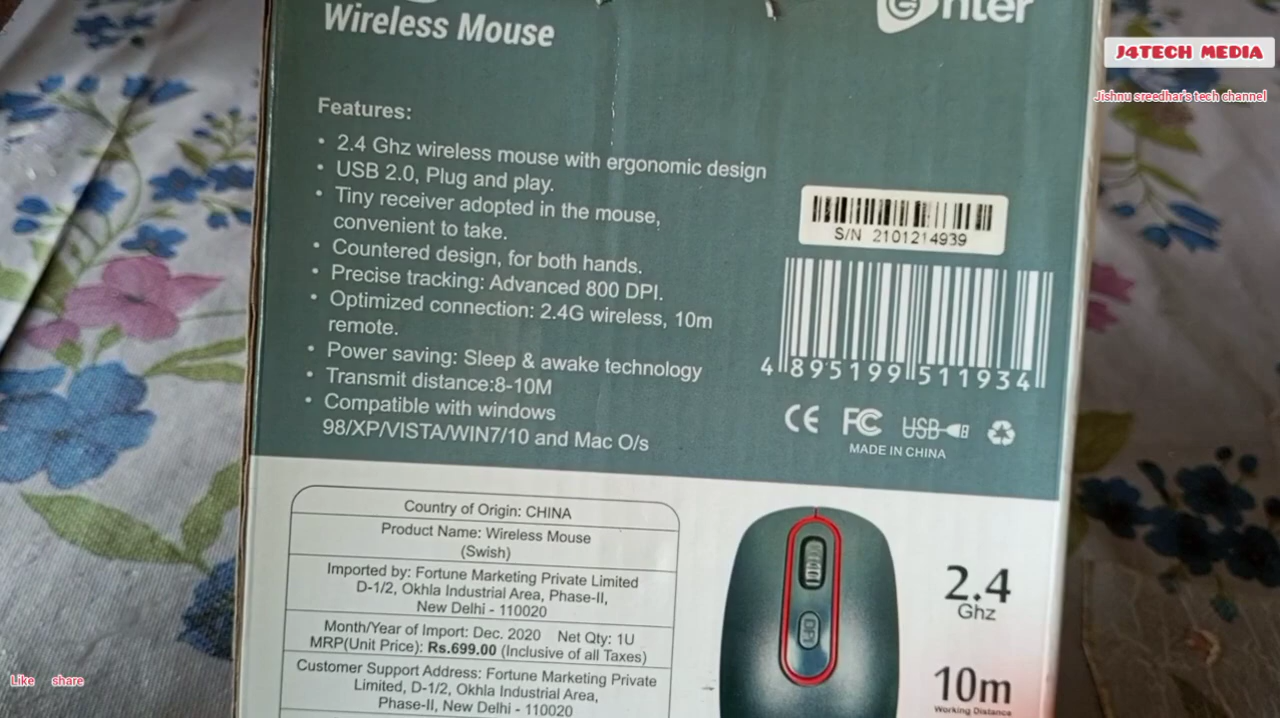 Wireless Mouse
enter
J4TECH MEDIA
Jishnu sreedhar's tech channel
Features:
• 2.4 Ghz wireless mouse with ergonomic design
• USB 2.0, Plug and play.
• Tiny receiver adopted in the mouse,
convenient to take.
• Countered design, for both hands.
• Precise tracking: Advanced 800 DPI.
• Optimized connection: 2.4G wireless, 10m
remote.
• Power saving: Sleep & awake technology
• Transmit distance:8-10M
• Compatible with windows
98/XP/VISTA/WIN7/10 and Mac O/s
S/N 2101214939
4 895199 511934
CE FC USB
MADE IN CHINA
Country of Origin: CHINA
Product Name: Wireless Mouse
(Swish)
Imported by: Fortune Marketing Private Limited
D-1/2, Okhla Industrial Area, Phase-II,
New Delhi - 110020
Month/Year of Import: Dec. 2020 Net Qty: 1U
MRP(Unit Price): Rs.699.00 (Inclusive of all Taxes)
Customer Support Address: Fortune Marketing Private
Limited, D-1/2, Okhla Industrial Area,
Phase-II, New Delhi - 110020
DPI
2.4
Ghz
10m
Working Distance
Like share